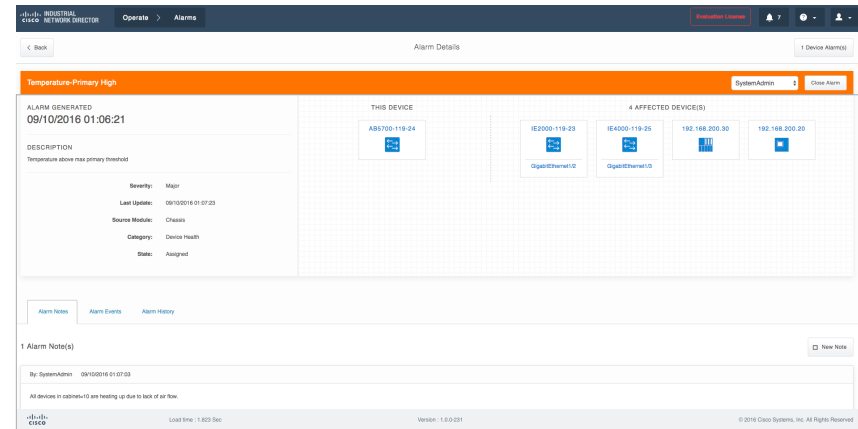 INDUSTRIAL
CISCO NETWORK DIRECTOR
Operate > Alarms
Evaluation License
7
< Back
Alarm Details
1 Device Alarm(s)
Temperature-Primary High
SystemAdmin
Close Alarm
ALARM GENERATED
09/10/2016 01:06:21
DESCRIPTION
Temperature above max primary threshold
Severity: Major
Last Update: 09/10/2016 01:07:23
Source Module: Chassis
Category: Device Health
State: Assigned
THIS DEVICE
AB5700-119-24
4 AFFECTED DEVICE(S)
IE2000-119-23
GigabitEthernet1/2
IE4000-119-25
GigabitEthernet1/3
192.168.200.30
192.168.200.20
Alarm Notes
Alarm Events
Alarm History
1 Alarm Note(s)
New Note
By: SystemAdmin 09/10/2016 01:07:03
All devices in cabinet=10 are heating up due to lack of air flow.
CISCO
Load time : 1.823 Sec
Version : 1.0.0-231
© 2016 Cisco Systems, Inc. All Rights Reserved